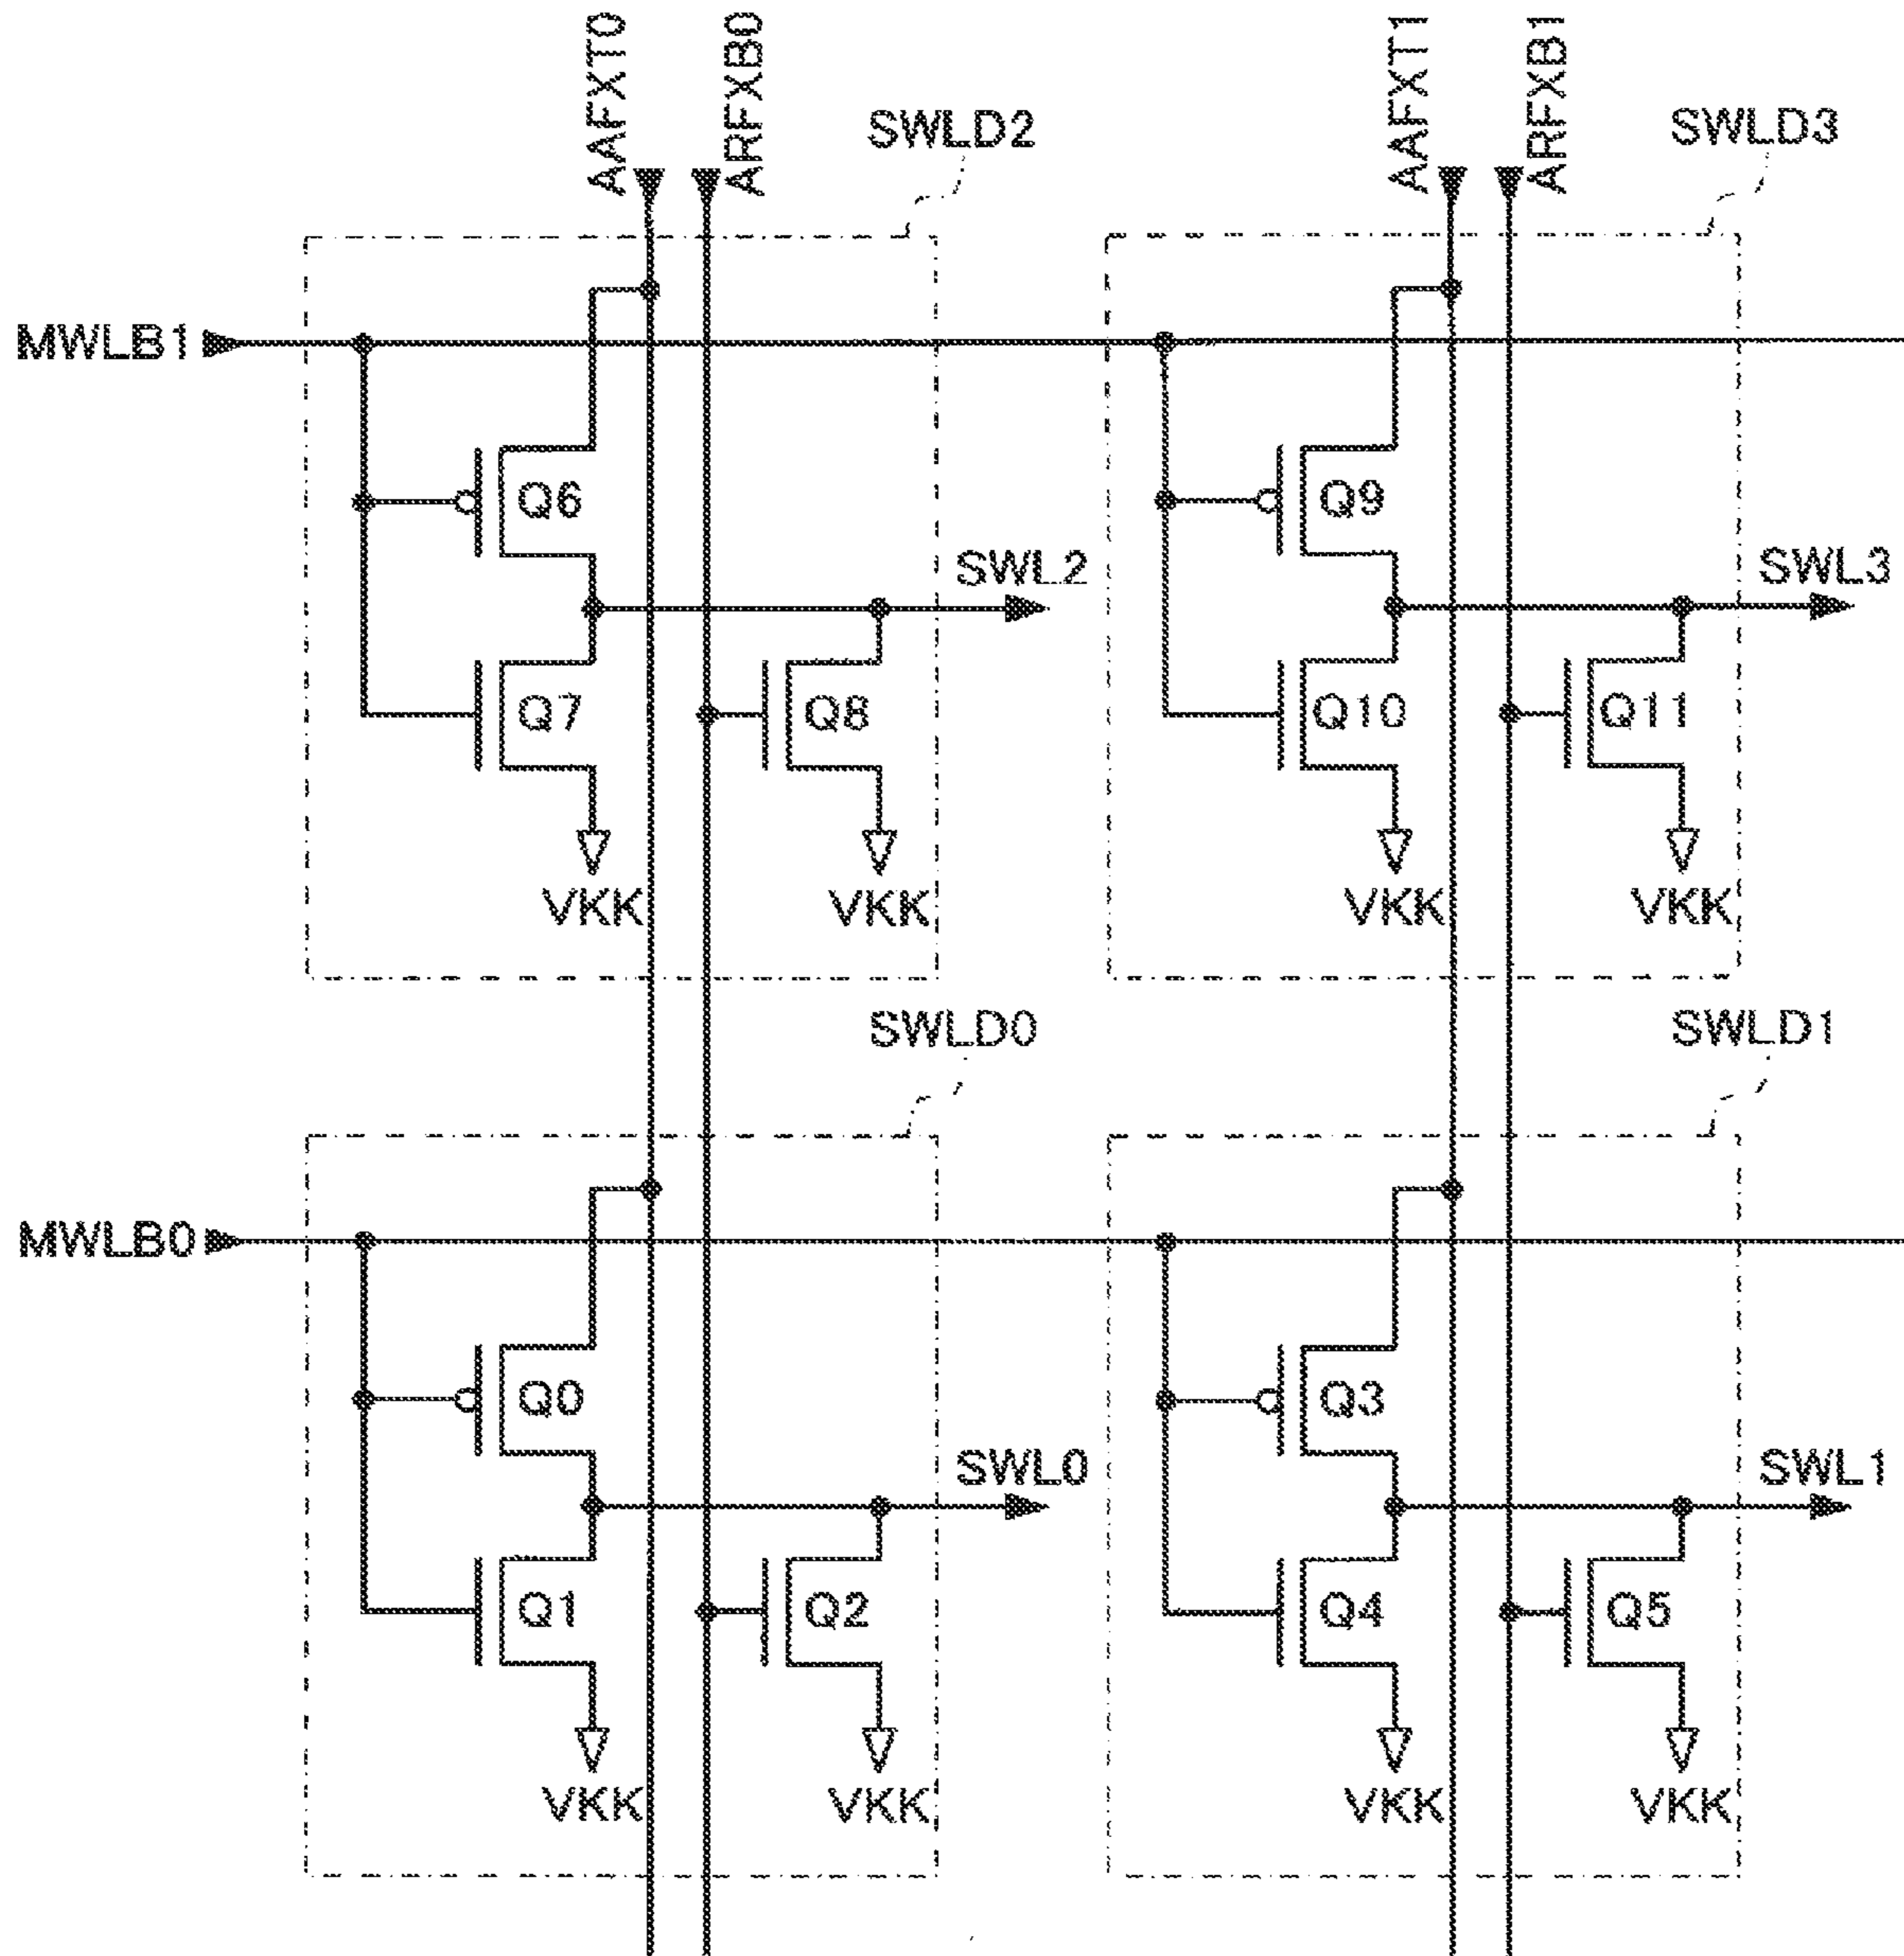 AAFXT0
ARFXB0
AAFXT1
ARFXB1
SWLD2
SWLD3
MWLB1
Q6
Q9
SWL2
SWL3
Q7
Q8
Q10
Q11
VKK
VKK
VKK
VKK
SWLD0
SWLD1
MWLB0
Q0
Q3
SWL0
SWL1
Q1
Q2
Q4
Q5
VKK
VKK
VKK
VKK